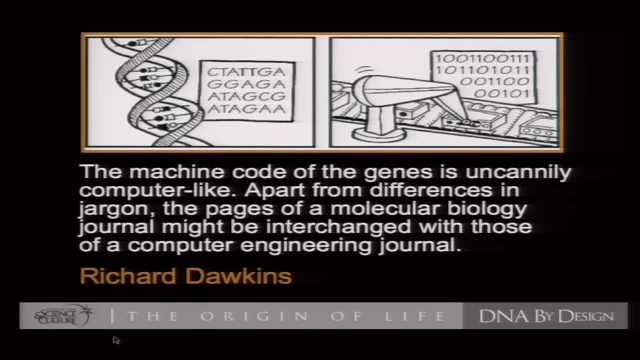 CTATTGA
GGAGA
ATAGCG
ATAGAA
1001100111
101101011
001100
00101
The machine code of the genes is uncannily
computer-like. Apart from differences in
jargon, the pages of a molecular biology
journal might be interchanged with those
of a computer engineering journal.
Richard Dawkins
SCIENCE
& CULTURE
THE ORIGIN OF LIFE
DNA BY DESIGN